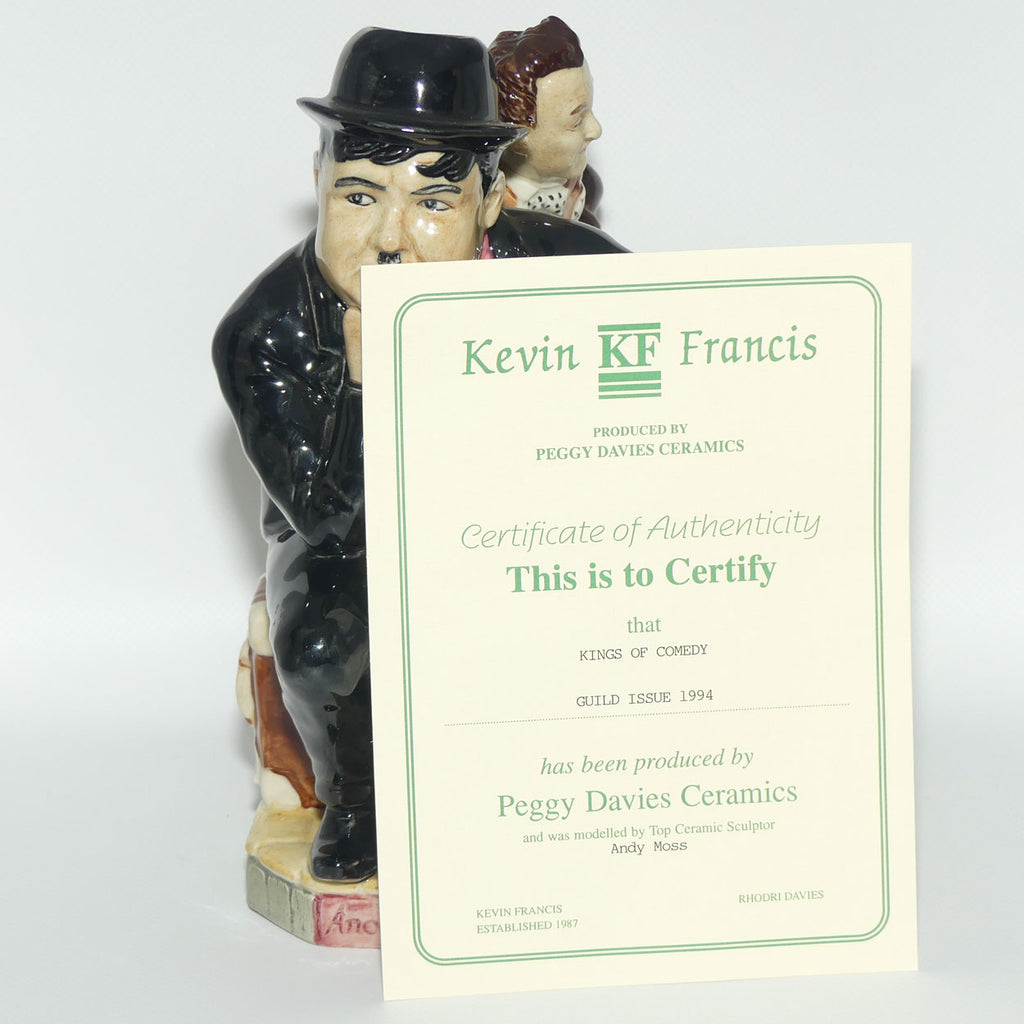 Kevin KF Francis
PRODUCED BY
PEGGY DAVIES CERAMICS
Certificate of Authenticity
This is to Certify
that
KINGS OF COMEDY
GUILD ISSUE 1994
has been produced by
Peggy Davies Ceramics
and was modelled by Top Ceramic Sculptor
Andy Moss
KEVIN FRANCIS
ESTABLISHED 1987
RHODRI DAVIES
Ano